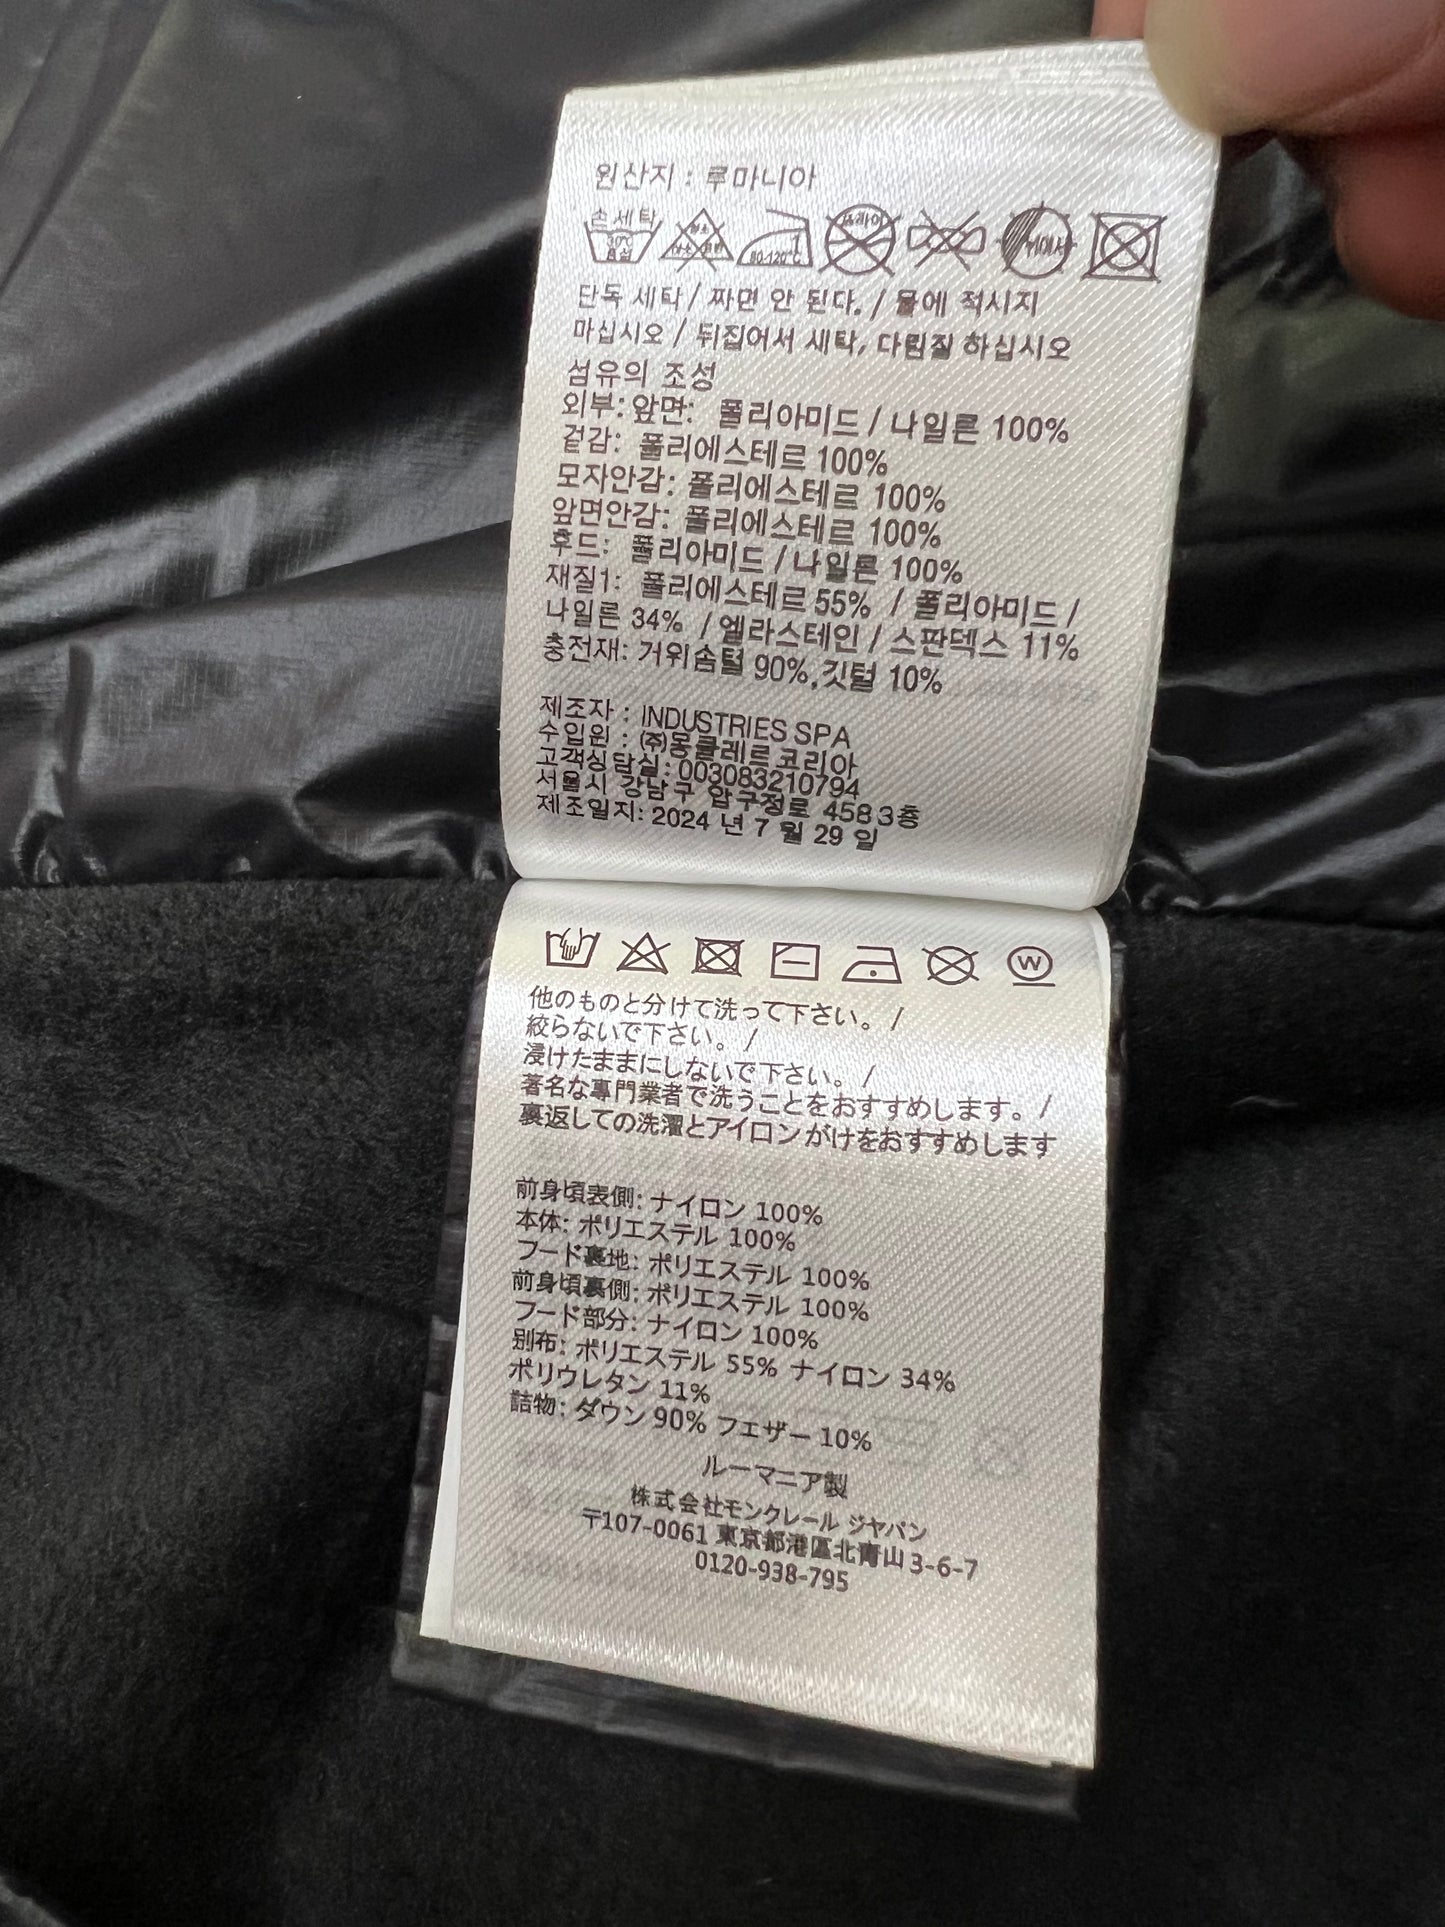 원산지 : 루마니아
손세탁
30℃
80-120℃
단독 세탁 / 짜면 안 된다. / 물에 적시지
마십시오 / 뒤집어서 세탁, 다림질 하십시오
섬유의 조성
외부: 앞면: 폴리아미드 / 나일론 100%
겉감: 폴리에스테르 100%
모자안감: 폴리에스테르 100%
앞면안감: 폴리에스테르 100%
후드: 폴리아미드 / 나일론 100%
재질1: 폴리에스테르 55% / 폴리아미드 /
나일론 34% / 엘라스테인 / 스판덱스 11%
충전재: 거위솜털 90%, 깃털 10%
제조자 : INDUSTRIES SPA
수입원 : (주)몽클레르코리아
고객상담실: 003083210794
서울시 강남구 압구정로 458 3층
제조일지: 2024 년 7 월 29 일
W
他のものと分けて洗って下さい。 /
絞らないで下さい。 /
浸けたままにしないで下さい。 /
著名な専門業者で洗うことをおすすめします。 /
裏返しての洗濯とアイロンがけをおすすめします
前身頃表側: ナイロン 100%
本体: ポリエステル 100%
フード裏地: ポリエステル 100%
前身頃裏側: ポリエステル 100%
フード部分: ナイロン 100%
別布: ポリエステル 55% ナイロン 34%
ポリウレタン 11%
詰物: ダウン 90% フェザー 10%
ルーマニア製
株式会社モンクレール ジヤパン
〒107-0061 東京都港區北青山 3-6-7
0120-938-795